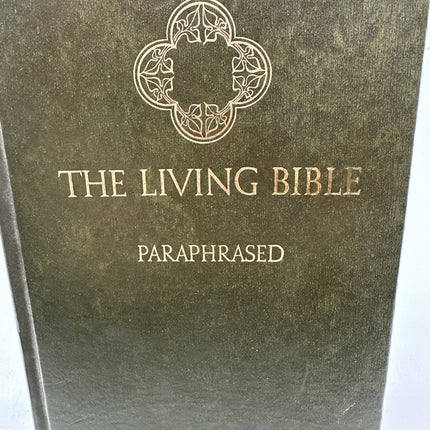 THE LIVING BIBLE
PARAPHRASED